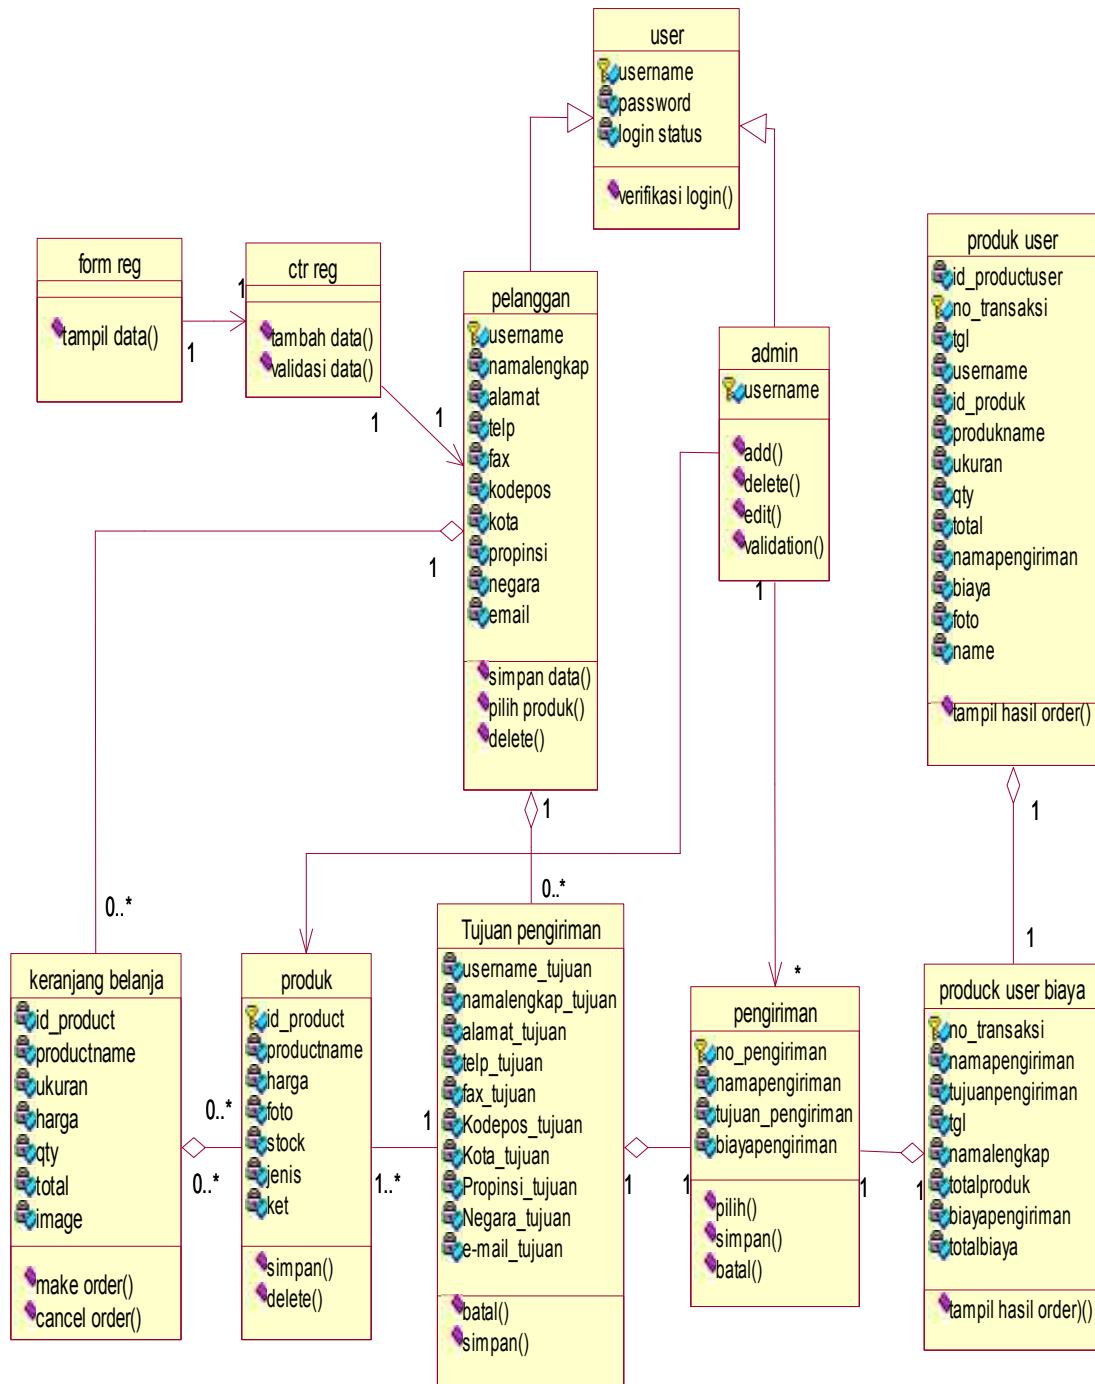 user
username
password
login status
verifikasi login()
form reg
tampil data()
1
1
ctr reg
tambah data()
validasi data()
1
1
pelanggan
username
namalengkap
alamat
telp
fax
kodepos
kota
propinsi
negara
email
simpan data()
pilih produk()
delete()
1
1
0..*
0..*
admin
username
add()
delete()
edit()
validation()
1
*
produk user
id_productuser
no_transaksi
tgl
username
id_produk
produkname
ukuran
qty
total
namapengiriman
biaya
foto
name
tampil hasil order()
1
1
keranjang belanja
id_product
productname
ukuran
harga
qty
total
image
make order()
cancel order()
0..*
0..*
produk
id_product
productname
harga
foto
stock
jenis
ket
simpan()
delete()
1
1..*
Tujuan pengiriman
username_tujuan
namalengkap_tujuan
alamat_tujuan
telp_tujuan
fax_tujuan
Kodepos_tujuan
Kota_tujuan
Propinsi_tujuan
Negara_tujuan
e-mail_tujuan
batal()
simpan()
1
1
pengiriman
no_pengiriman
namapengiriman
tujuan_pengiriman
biayapengiriman
pilih()
simpan()
batal()
1
1
produck user biaya
no_transaksi
namapengiriman
tujuanpengiriman
tgl
namalengkap
totalproduk
biayapengiriman
totalbiaya
tampil hasil order)()